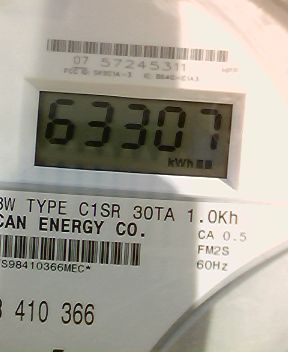 07 57245311
63307
kWh
3W TYPE C1SR 30TA 1.0Kh
CAN ENERGY CO.
CA 0.5
FM2S
60Hz
S98410366MEC*
410 366